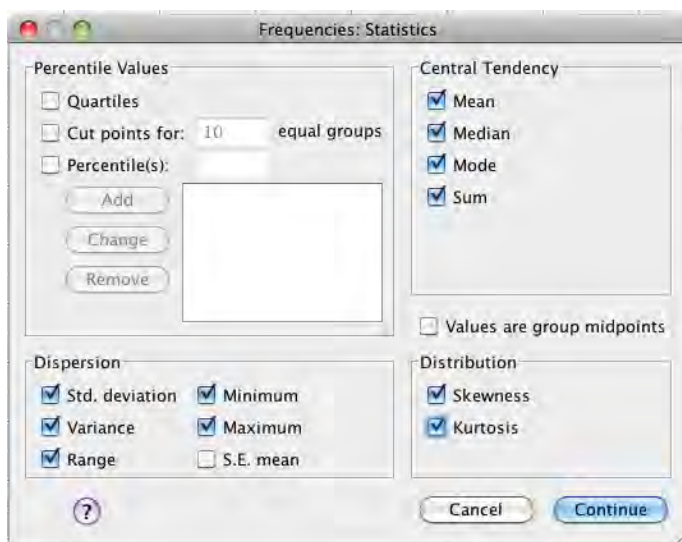 Frequencies: Statistics
Percentile Values
Quartiles
Cut points for: 10 equal groups
Percentile(s):
Add
Change
Remove
Central Tendency
Mean
Median
Mode
Sum
Values are group midpoints
Dispersion
Std. deviation Minimum
Variance Maximum
Range S.E. mean
Distribution
Skewness
Kurtosis
?
Cancel Continue